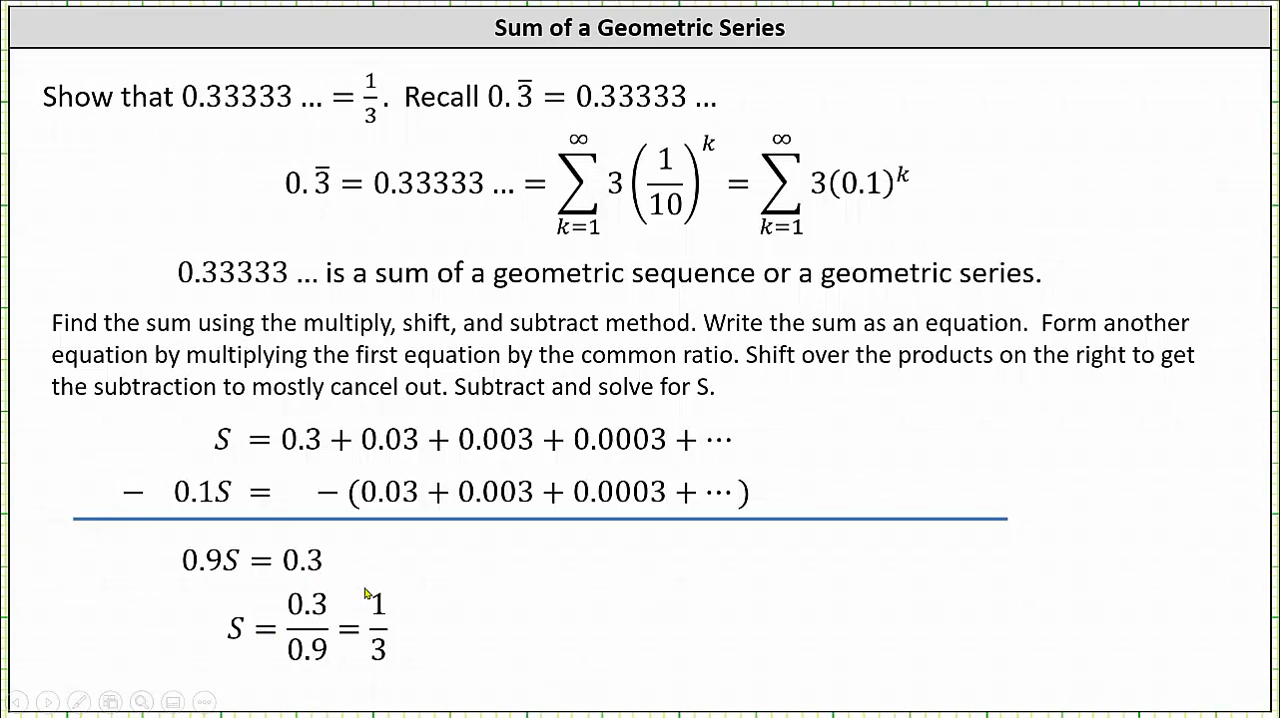 Sum of a Geometric Series
Show that 0.33333 ... = 1/3. Recall 0.3̅ = 0.33333 ...
0.3̅ = 0.33333 ... = ∑_{k=1}^{∞} 3(1/10)^k = ∑_{k=1}^{∞} 3(0.1)^k
0.33333 ... is a sum of a geometric sequence or a geometric series.
Find the sum using the multiply, shift, and subtract method. Write the sum as an equation. Form another
equation by multiplying the first equation by the common ratio. Shift over the products on the right to get
the subtraction to mostly cancel out. Subtract and solve for S.
S = 0.3 + 0.03 + 0.003 + 0.0003 + ⋯
− 0.1S = −(0.03 + 0.003 + 0.0003 + ⋯)
0.9S = 0.3
S = 0.3/0.9 = 1/3